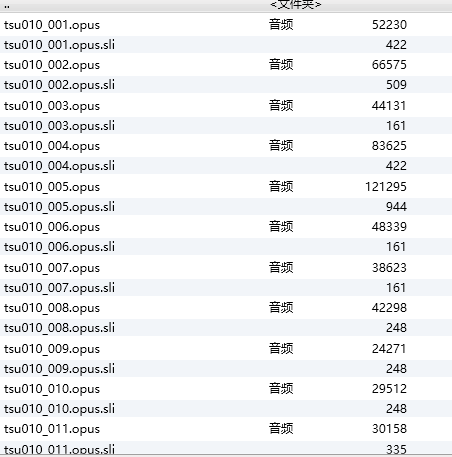 .. <文件夹>
tsu010_001.opus 音频 52230
tsu010_001.opus.sli 422
tsu010_002.opus 音频 66575
tsu010_002.opus.sli 509
tsu010_003.opus 音频 44131
tsu010_003.opus.sli 161
tsu010_004.opus 音频 83625
tsu010_004.opus.sli 422
tsu010_005.opus 音频 121295
tsu010_005.opus.sli 944
tsu010_006.opus 音频 48339
tsu010_006.opus.sli 161
tsu010_007.opus 音频 38623
tsu010_007.opus.sli 161
tsu010_008.opus 音频 42298
tsu010_008.opus.sli 248
tsu010_009.opus 音频 24271
tsu010_009.opus.sli 248
tsu010_010.opus 音频 29512
tsu010_010.opus.sli 248
tsu010_011.opus 音频 30158
tsu010_011.opus.sli 335